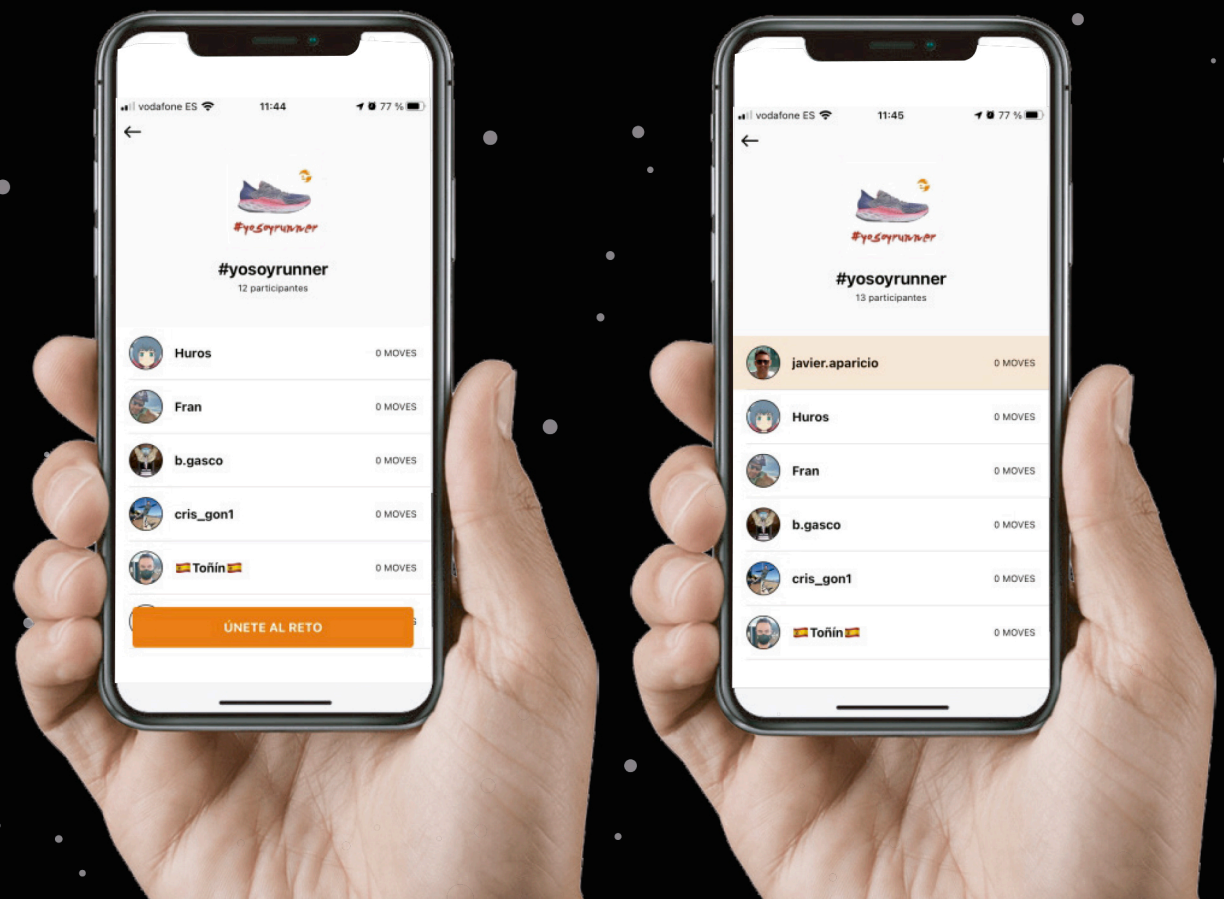 vodafone ES 11:44 77 %
#yosoyrunner
#yosoyrunner
12 participantes
Huros 0 MOVES
Fran 0 MOVES
b.gasco 0 MOVES
cris_gon1 0 MOVES
🇪🇸Toñín🇪🇸 0 MOVES
ÚNETE AL RETO
vodafone ES 11:45 77 %
#yosoyrunner
#yosoyrunner
13 participantes
javier.aparicio 0 MOVES
Huros 0 MOVES
Fran 0 MOVES
b.gasco 0 MOVES
cris_gon1 0 MOVES
🇪🇸Toñín🇪🇸 0 MOVES